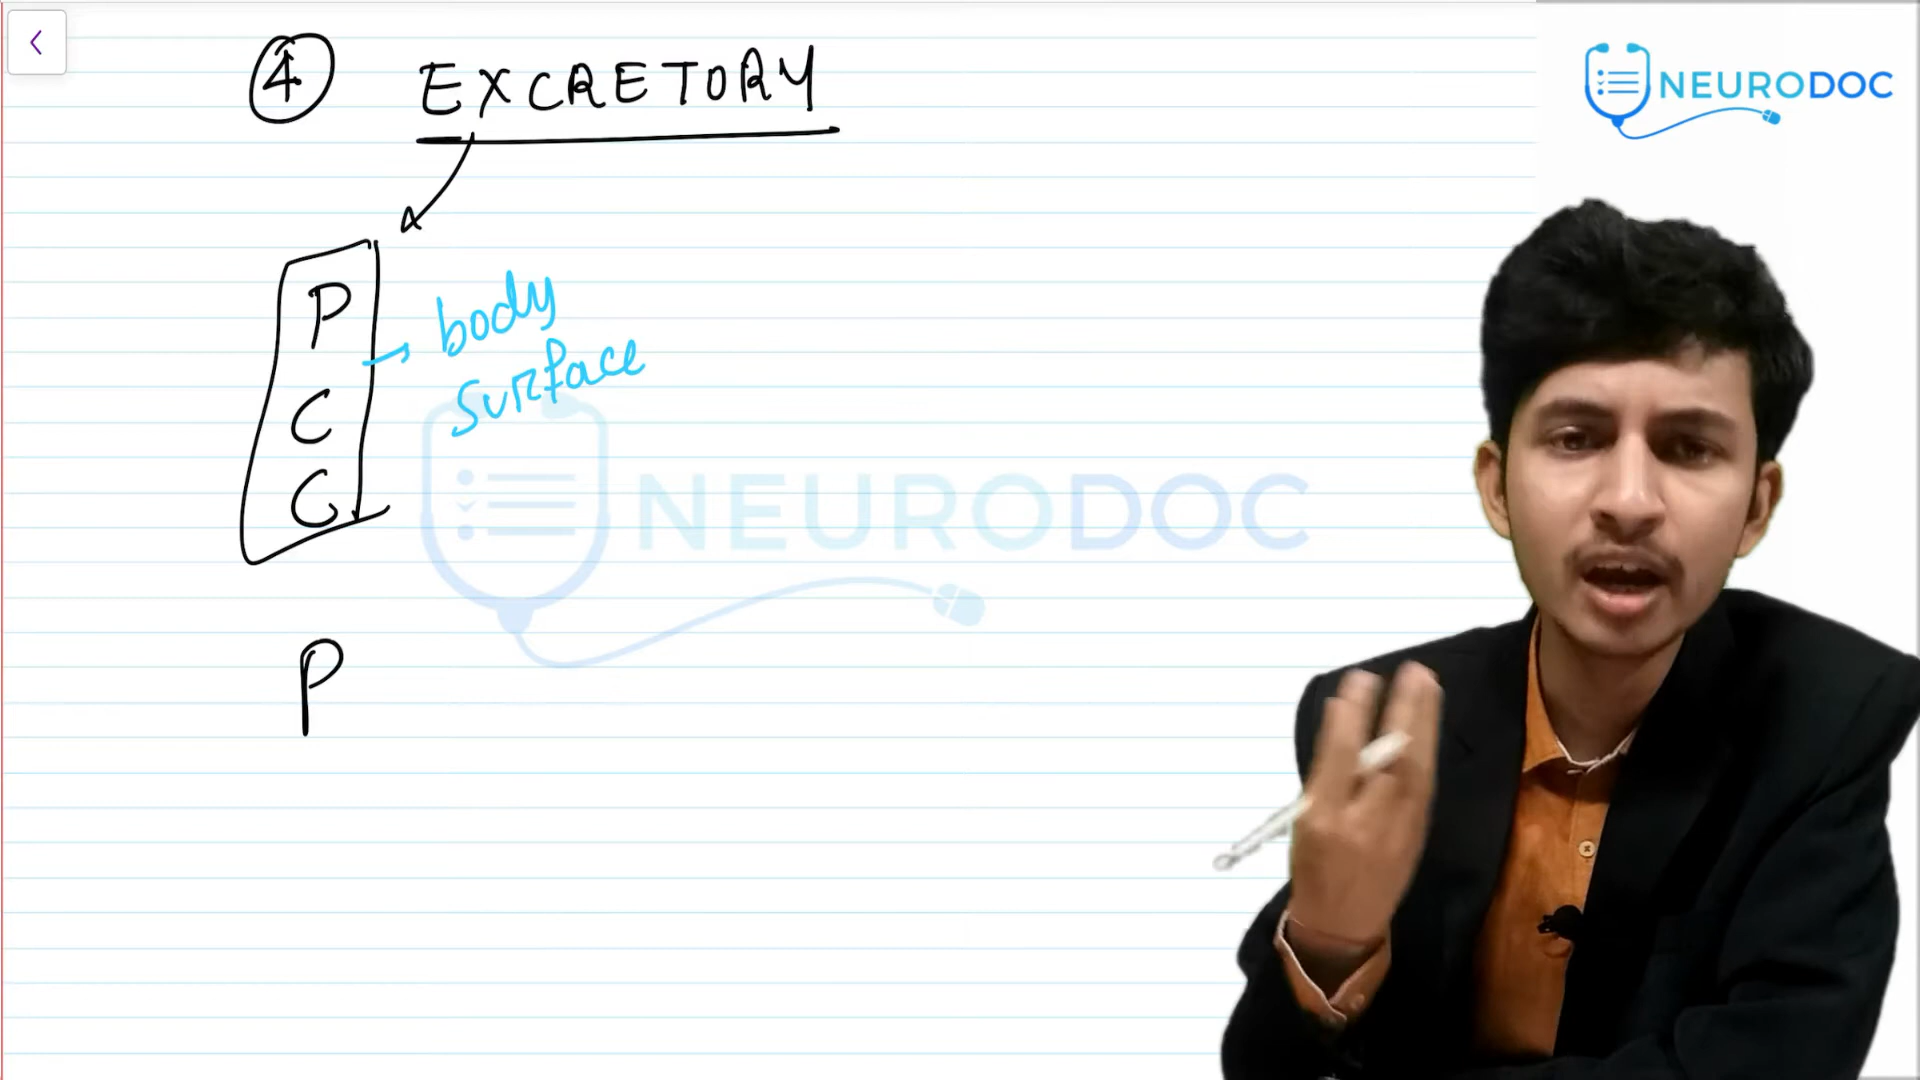 4 EXCRETORY
NEURODOC
P
C
C
body
surface
NEURODOC
P